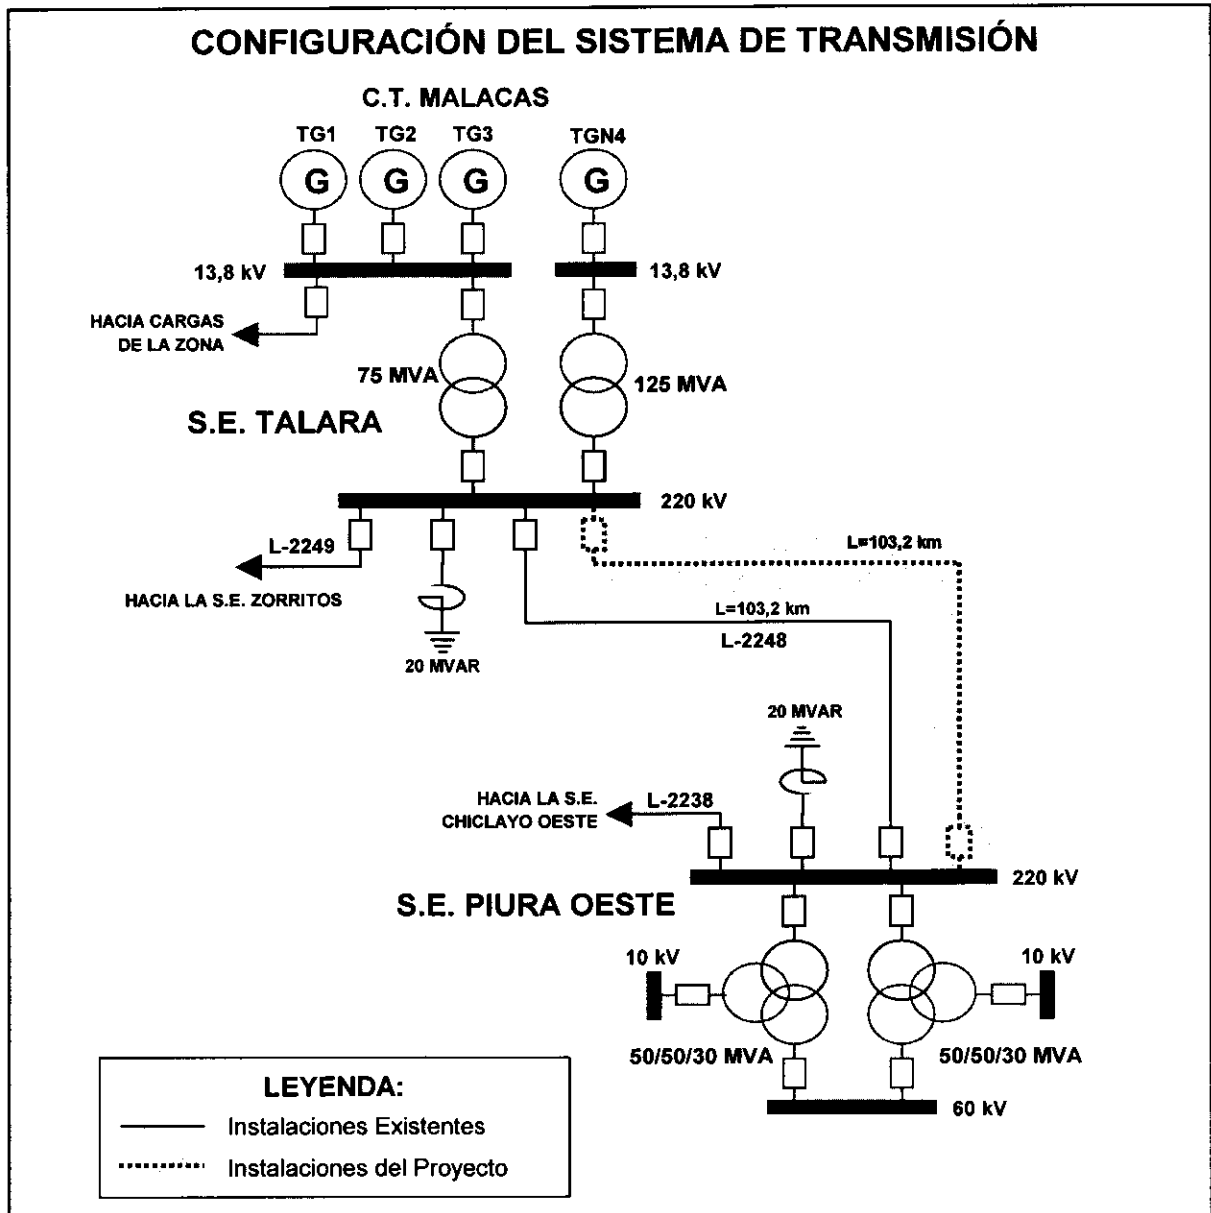 CONFIGURACIÓN DEL SISTEMA DE TRANSMISIÓN
C.T. MALACAS
TG1
TG2
TG3
TGN4
G
G
G
G
13,8 kV
13,8 kV
HACIA CARGAS
DE LA ZONA
75 MVA
125 MVA
S.E. TALARA
220 kV
L-2249
HACIA LA S.E. ZORRITOS
20 MVAR
L=103,2 km
L=103,2 km
L-2248
20 MVAR
HACIA LA S.E.
CHICLAYO OESTE
L-2238
220 kV
S.E. PIURA OESTE
10 kV
10 kV
50/50/30 MVA
50/50/30 MVA
60 kV
LEYENDA:
Instalaciones Existentes
Instalaciones del Proyecto